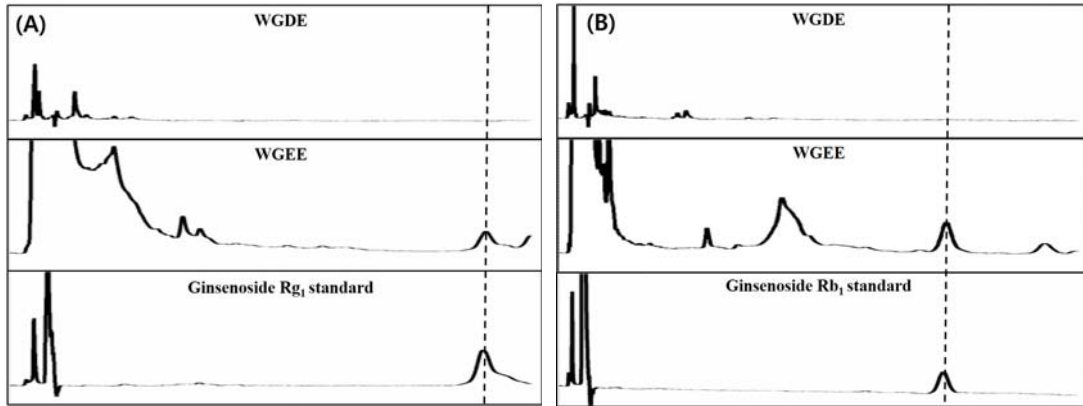 (A)
WGDE
WGEE
Ginsenoside Rg₁ standard
(B)
WGDE
WGEE
Ginsenoside Rb₁ standard